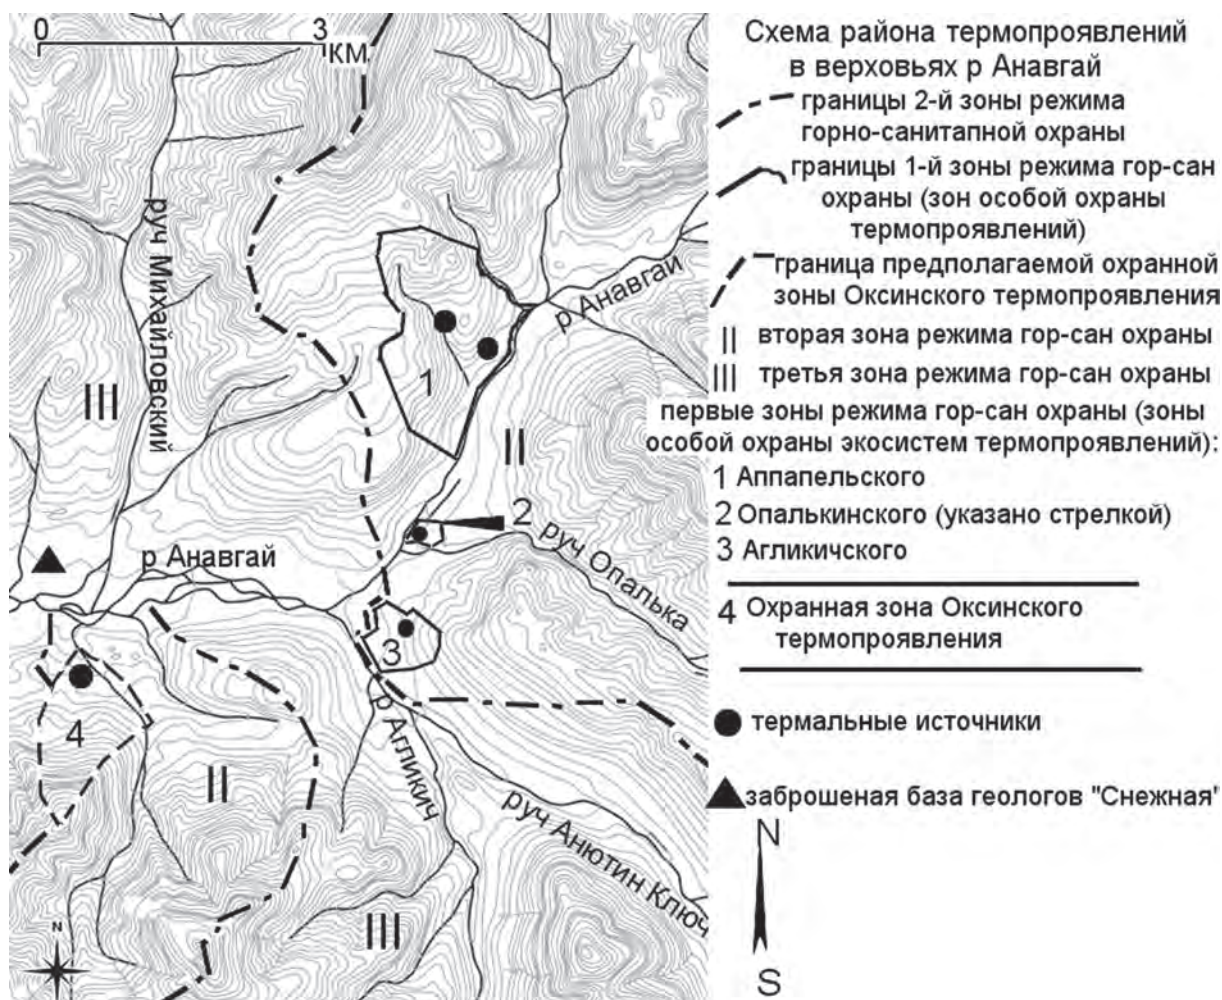 0 3
КМ
руч Михайловский
III
р Анавгай
1
II
2
руч Опалька
р Анавгай
3
4
р Агликич
II
руч Анютин Ключ
III
N
Схема района термопроявлений
в верховьях р Анавгай
границы 2-й зоны режима
горно-санитапной охраны
границы 1-й зоны режима гор-сан
охраны (зон особой охраны
термопроявлений)
граница предполагаемой охранной
зоны Оксинского термопроявления
II вторая зона режима гор-сан охраны
III третья зона режима гор-сан охраны
первые зоны режима гор-сан охраны (зоны
особой охраны экосистем термопроявлений):
1 Аппапельского
2 Опалькинского (указано стрелкой)
3 Агликичского
4 Охранная зона Оксинского
термопроявления
термальные источники
заброшеная база геологов "Снежная"
N
S